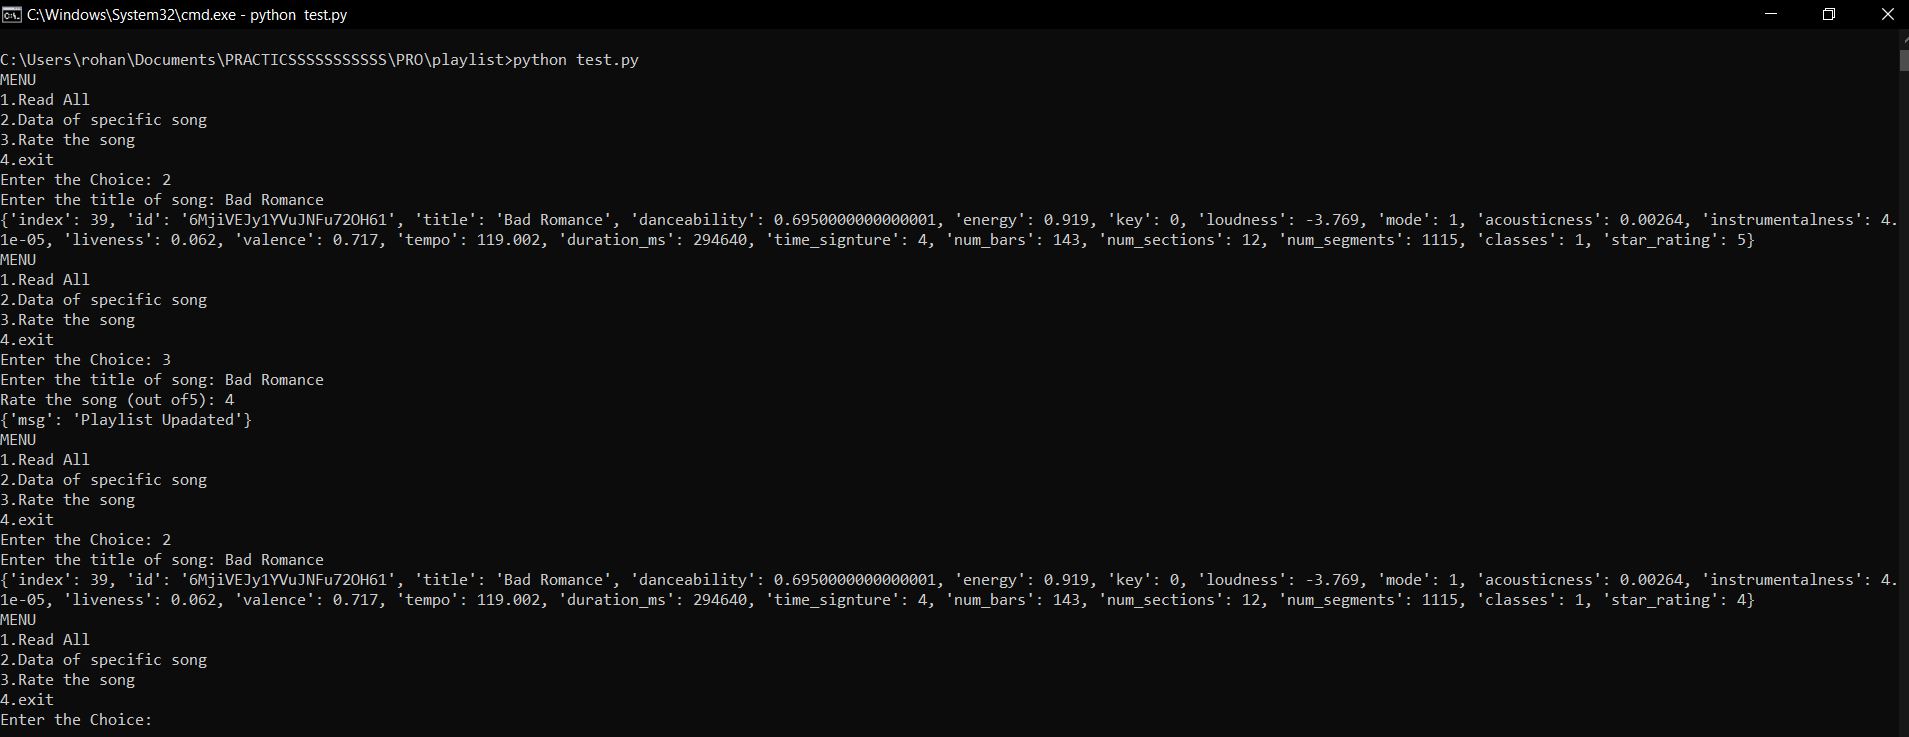 C:\Windows\System32\cmd.exe - python  test.py
C:\Users\rohan\Documents\PRACTICSSSSSSSSSSS\PRO\playlist>python test.py
MENU
1.Read All
2.Data of specific song
3.Rate the song
4.exit
Enter the Choice: 2
Enter the title of song: Bad Romance
{'index': 39, 'id': '6MjiVEJy1YVuJNFu72OH61', 'title': 'Bad Romance', 'danceability': 0.6950000000000001, 'energy': 0.919, 'key': 0, 'loudness': -3.769, 'mode': 1, 'acousticness': 0.00264, 'instrumentalness': 4.
1e-05, 'liveness': 0.062, 'valence': 0.717, 'tempo': 119.002, 'duration_ms': 294640, 'time_signture': 4, 'num_bars': 143, 'num_sections': 12, 'num_segments': 1115, 'classes': 1, 'star_rating': 5}
MENU
1.Read All
2.Data of specific song
3.Rate the song
4.exit
Enter the Choice: 3
Enter the title of song: Bad Romance
Rate the song (out of5): 4
{'msg': 'Playlist Upadated'}
MENU
1.Read All
2.Data of specific song
3.Rate the song
4.exit
Enter the Choice: 2
Enter the title of song: Bad Romance
{'index': 39, 'id': '6MjiVEJy1YVuJNFu72OH61', 'title': 'Bad Romance', 'danceability': 0.6950000000000001, 'energy': 0.919, 'key': 0, 'loudness': -3.769, 'mode': 1, 'acousticness': 0.00264, 'instrumentalness': 4.
1e-05, 'liveness': 0.062, 'valence': 0.717, 'tempo': 119.002, 'duration_ms': 294640, 'time_signture': 4, 'num_bars': 143, 'num_sections': 12, 'num_segments': 1115, 'classes': 1, 'star_rating': 4}
MENU
1.Read All
2.Data of specific song
3.Rate the song
4.exit
Enter the Choice: